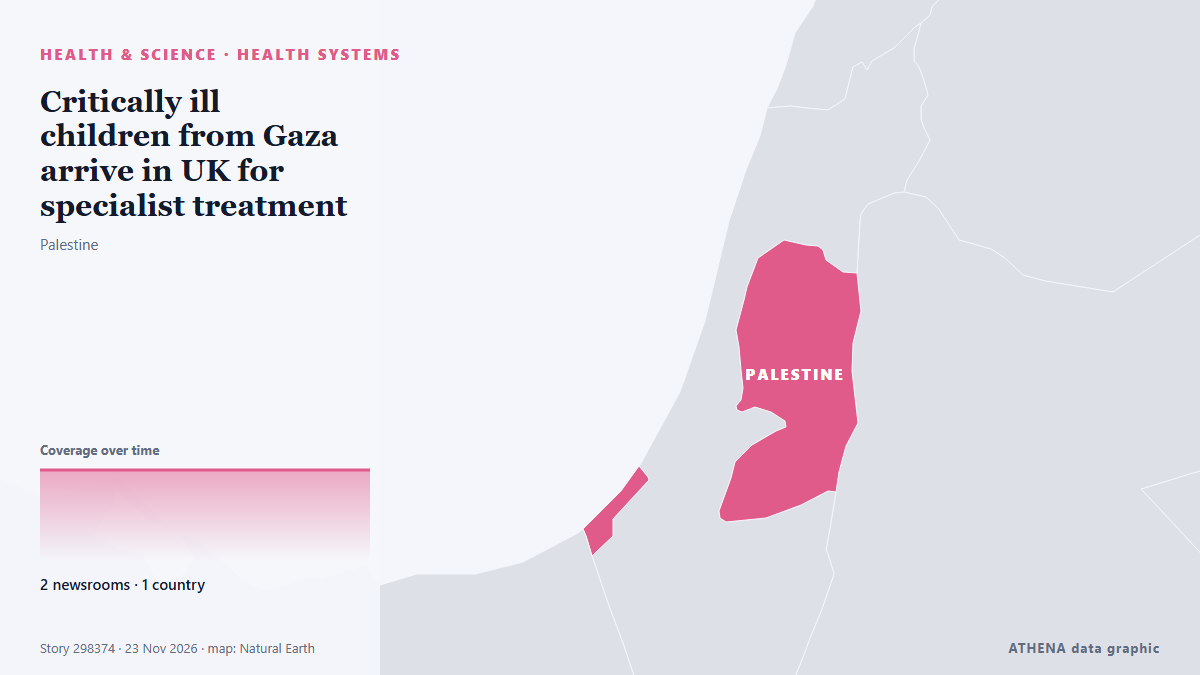 HEALTH & SCIENCE · HEALTH SYSTEMS
Critically ill
children from Gaza
arrive in UK for
specialist treatment
Palestine
PALESTINE
Coverage over time
2 newsrooms · 1 country
Story 298374 · 23 Nov 2026 · map: Natural Earth
ATHENA data graphic